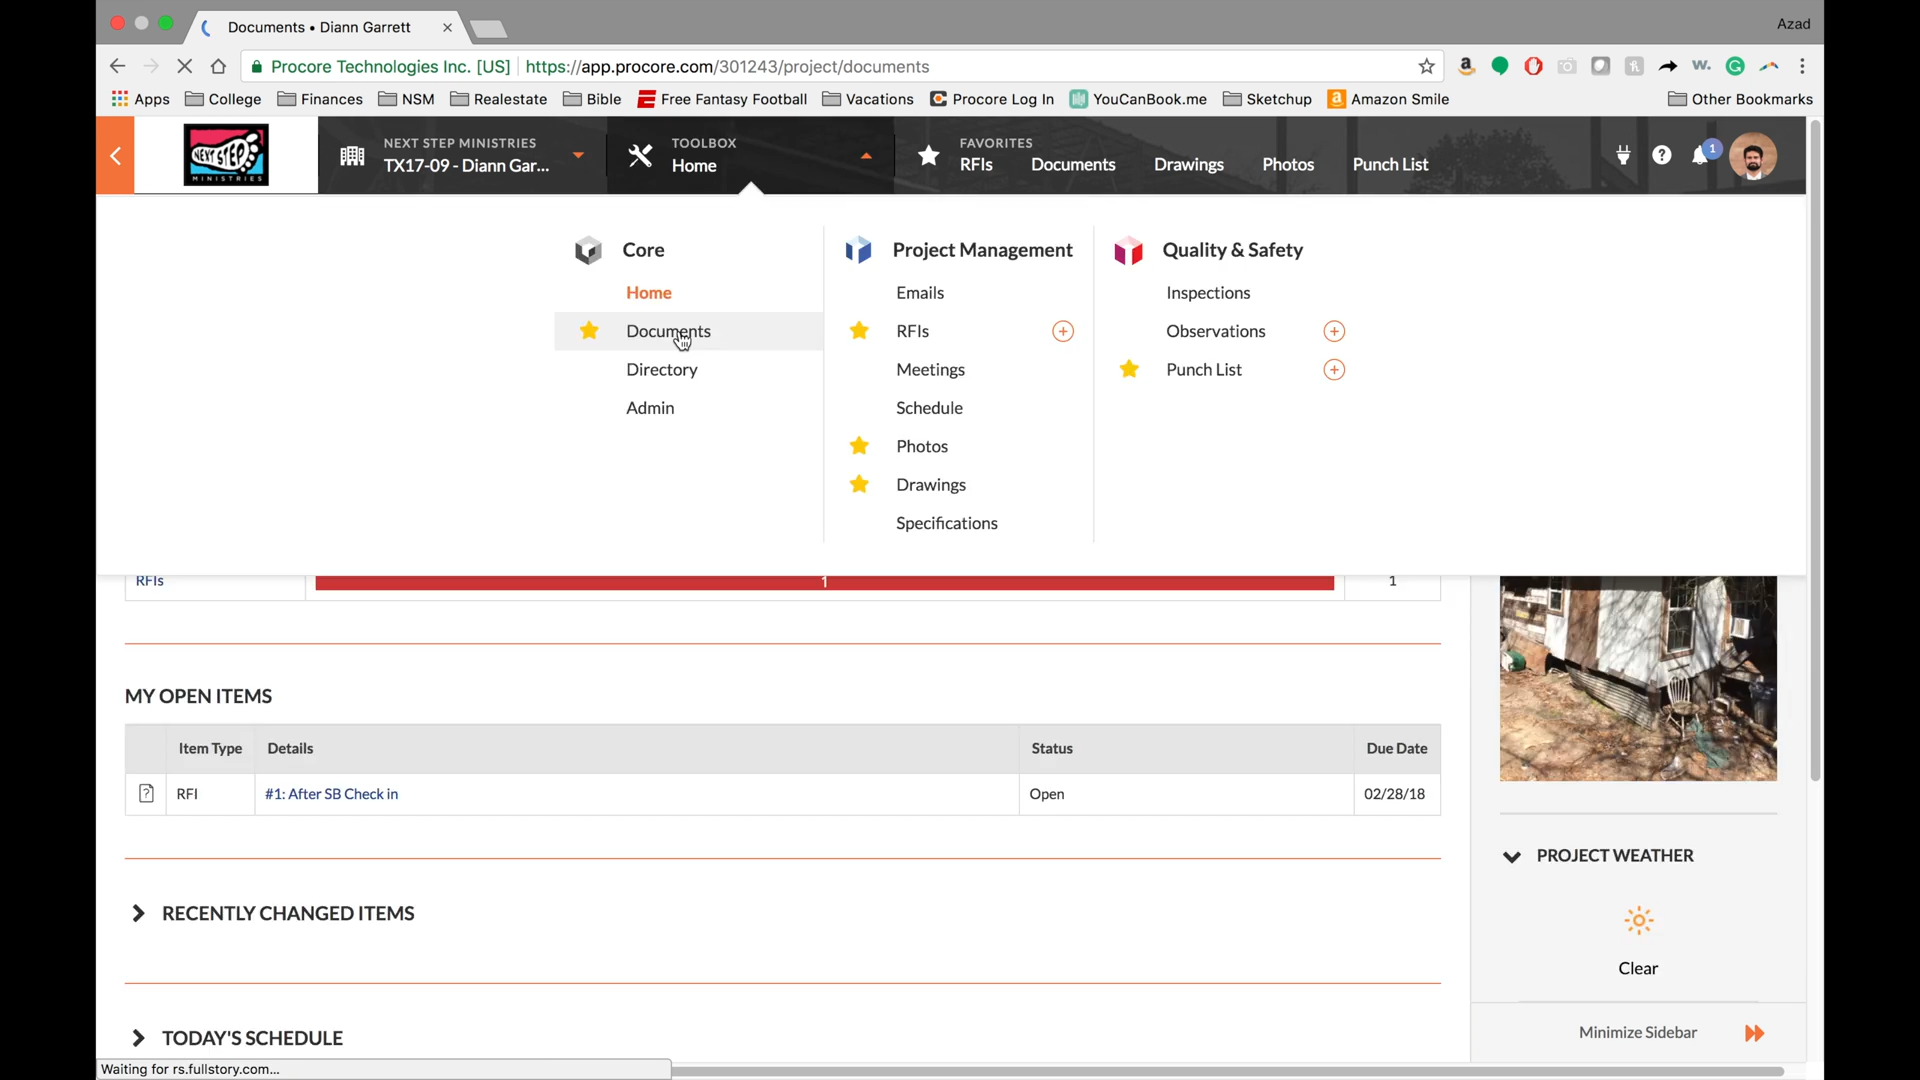 Documents • Diann Garrett
Azad
Procore Technologies Inc. [US] https://app.procore.com/301243/project/documents
Apps College Finances NSM Realestate Bible Free Fantasy Football Vacations Procore Log In YouCanBook.me Sketchup Amazon Smile Other Bookmarks
NEXT STEP
MINISTRIES
NEXT STEP MINISTRIES
TX17-09 - Diann Gar...
TOOLBOX
Home
FAVORITES
RFIs Documents Drawings Photos Punch List
1
Core
Home
Documents
Directory
Admin
Project Management
Emails
RFIs
Meetings
Schedule
Photos
Drawings
Specifications
Quality & Safety
Inspections
Observations
Punch List
RFIs 1 1
MY OPEN ITEMS
Item Type Details Status Due Date
RFI #1: After SB Check in Open 02/28/18
RECENTLY CHANGED ITEMS
TODAY'S SCHEDULE
PROJECT WEATHER
Clear
Minimize Sidebar
Waiting for rs.fullstory.com...